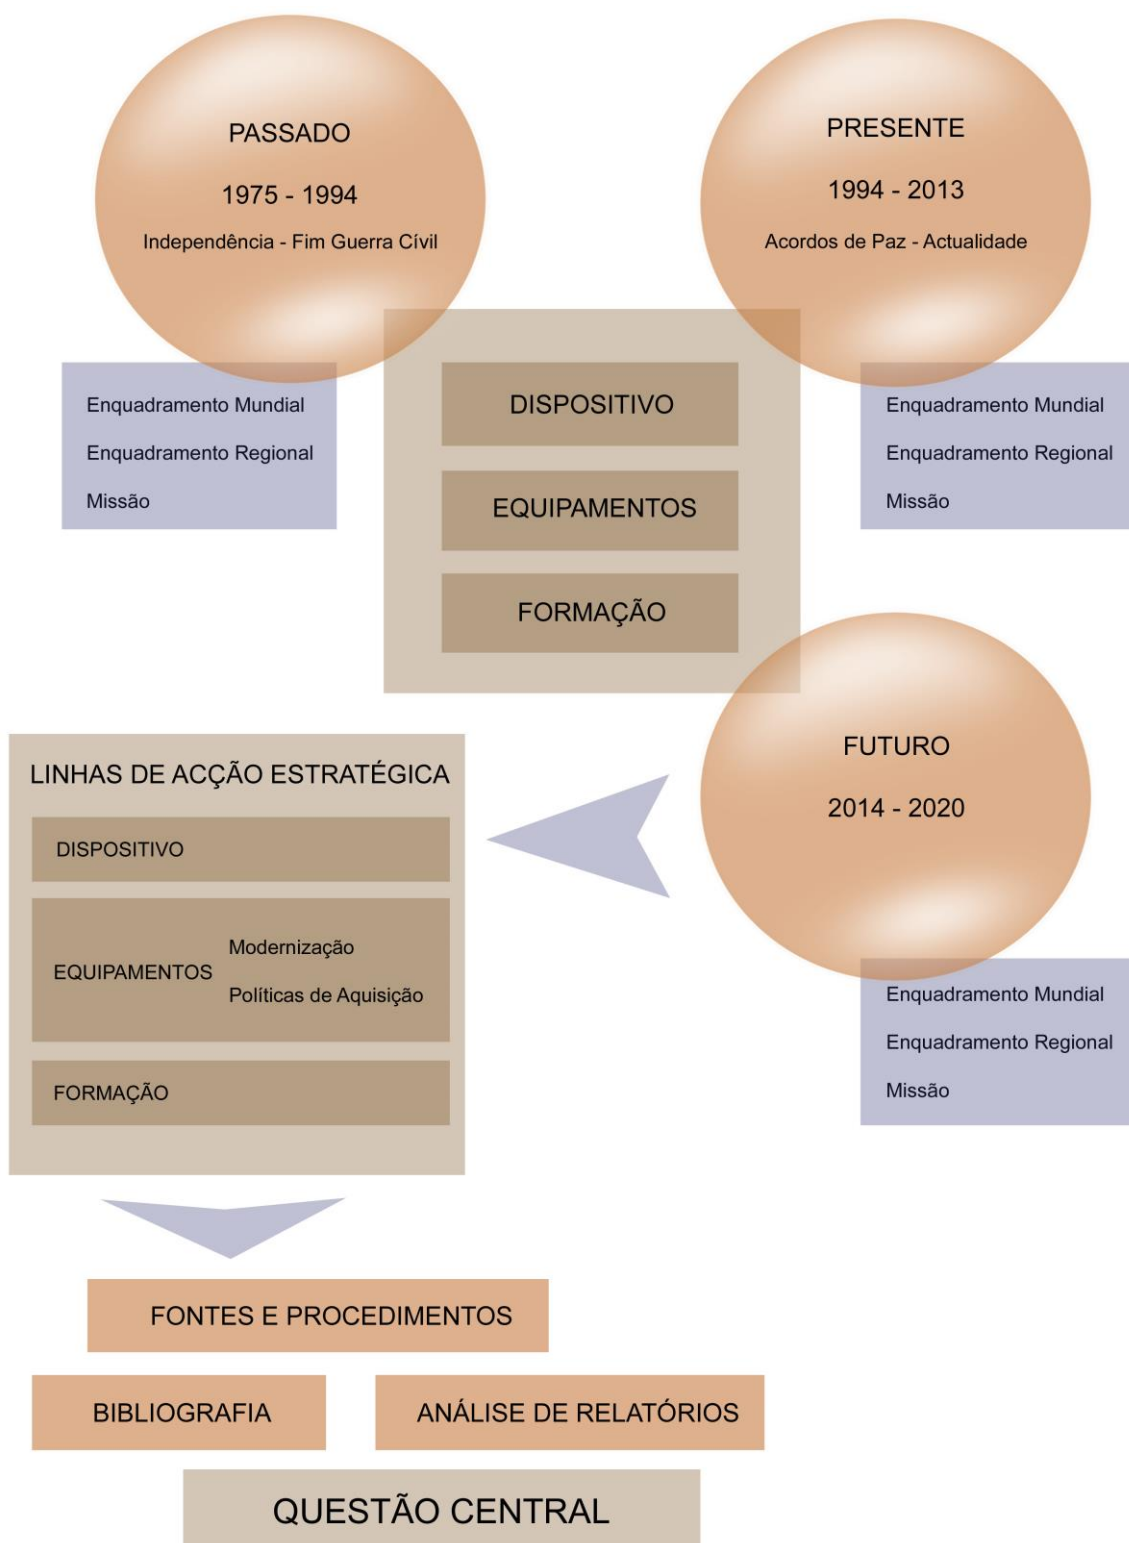 PASSADO
1975 - 1994
Independência - Fim Guerra Cívil
PRESENTE
1994 - 2013
Acordos de Paz - Actualidade
Enquadramento Mundial
Enquadramento Regional
Missão
DISPOSITIVO
EQUIPAMENTOS
FORMAÇÃO
Enquadramento Mundial
Enquadramento Regional
Missão
FUTURO
2014 - 2020
Enquadramento Mundial
Enquadramento Regional
Missão
LINHAS DE ACÇÃO ESTRATÉGICA
DISPOSITIVO
EQUIPAMENTOS
Modernização
Políticas de Aquisição
FORMAÇÃO
FONTES E PROCEDIMENTOS
BIBLIOGRAFIA
ANÁLISE DE RELATÓRIOS
QUESTÃO CENTRAL